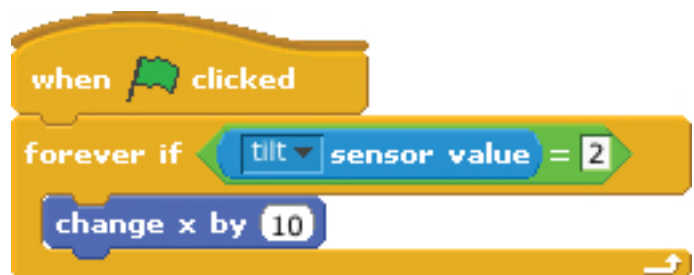 when clicked
forever if tilt sensor value = 2
change x by 10